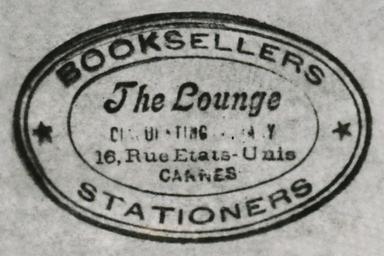 BOOKSELLERS
The Lounge
16, Rue Etats-Unis
CANNES
STATIONERS